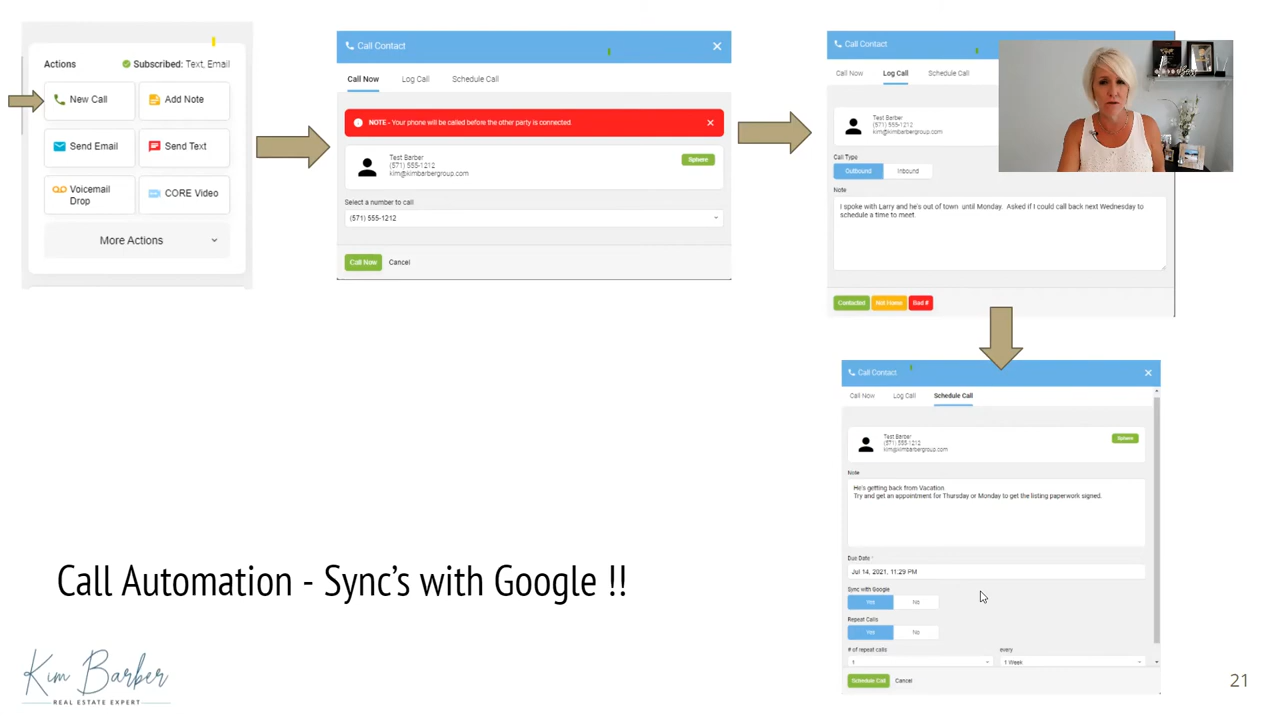 Actions
Subscribed: Text, Email
New Call
Add Note
Send Email
Send Text
Voicemail
Drop
CORE Video
More Actions
Call Contact
Call Now
Log Call
Schedule Call
NOTE - Your phone will be called before the other party is connected.
Test Barber
(571) 555-1212
kim@kimbarbergroup.com
Sphere
Select a number to call
(571) 555-1212
Call Now
Cancel
Call Contact
Call Now
Log Call
Schedule Call
Test Barber
(571) 555-1212
kim@kimbarbergroup.com
Call Type
Outbound
Inbound
Note
I spoke with Larry and he's out of town until Monday. Asked if I could call back next Wednesday to
schedule a time to meet.
Contacted
Not Home
Bad #
Call Contact
Call Now
Log Call
Schedule Call
Test Barber
(571) 555-1212
kim@kimbarbergroup.com
Sphere
Note
He's getting back from Vacation.
Try and get an appointment for Thursday or Monday to get the listing paperwork signed.
Due Date *
Jul 14, 2021, 11:29 PM
Sync with Google
Yes
No
Repeat Calls
Yes
No
# of repeat calls
every
1
1 Week
Schedule Call
Cancel
Call Automation - Sync's with Google !!
Kim Barber
REAL ESTATE EXPERT
21